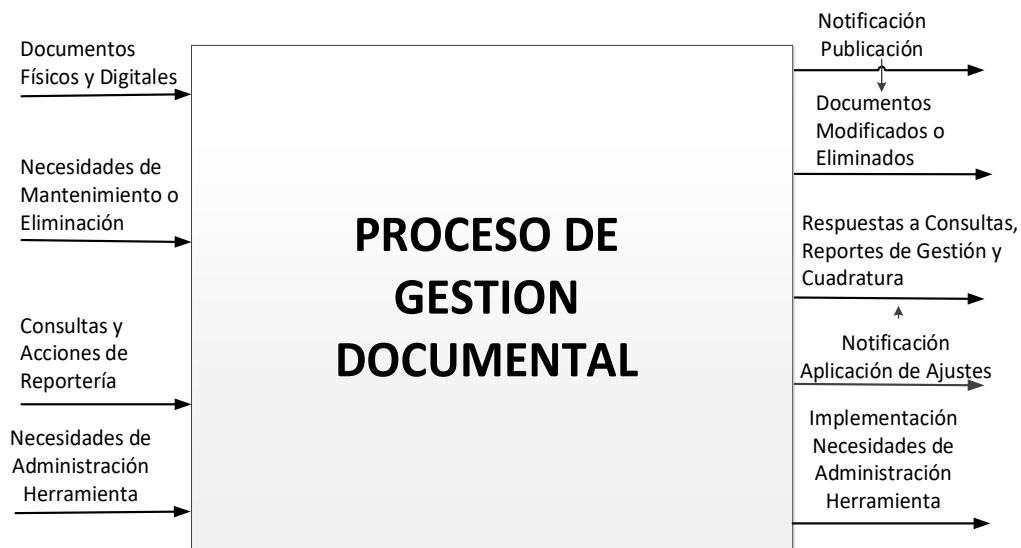 Documentos
Físicos y Digitales
Necesidades de
Mantenimiento o
Eliminación
Consultas y
Acciones de
Reportería
Necesidades de
Administración
Herramienta
PROCESO DE
GESTION
DOCUMENTAL
Notificación
Publicación
Documentos
Modificados o
Eliminados
Respuestas a Consultas,
Reportes de Gestión y
Cuadratura
Notificación
Aplicación de Ajustes
Implementación
Necesidades de
Administración
Herramienta